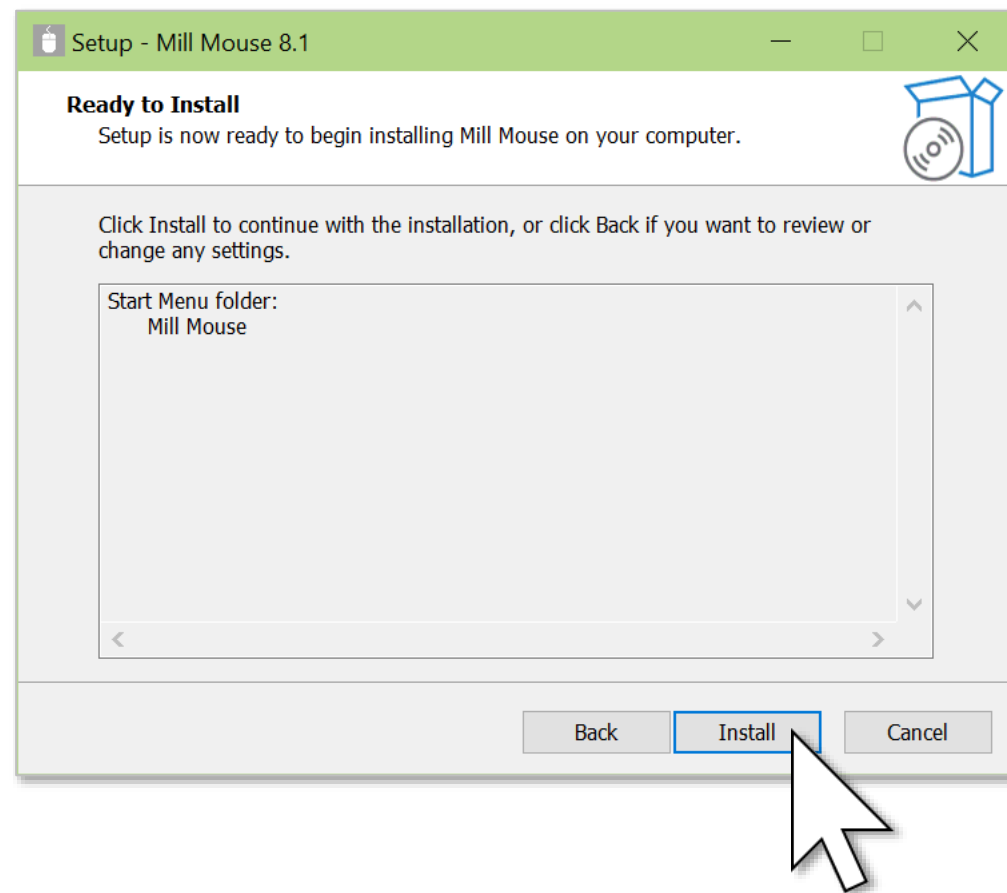 Setup - Mill Mouse 8.1
Ready to Install
Setup is now ready to begin installing Mill Mouse on your computer.
Click Install to continue with the installation, or click Back if you want to review or
change any settings.
Start Menu folder:
Mill Mouse
Back
Install
Cancel